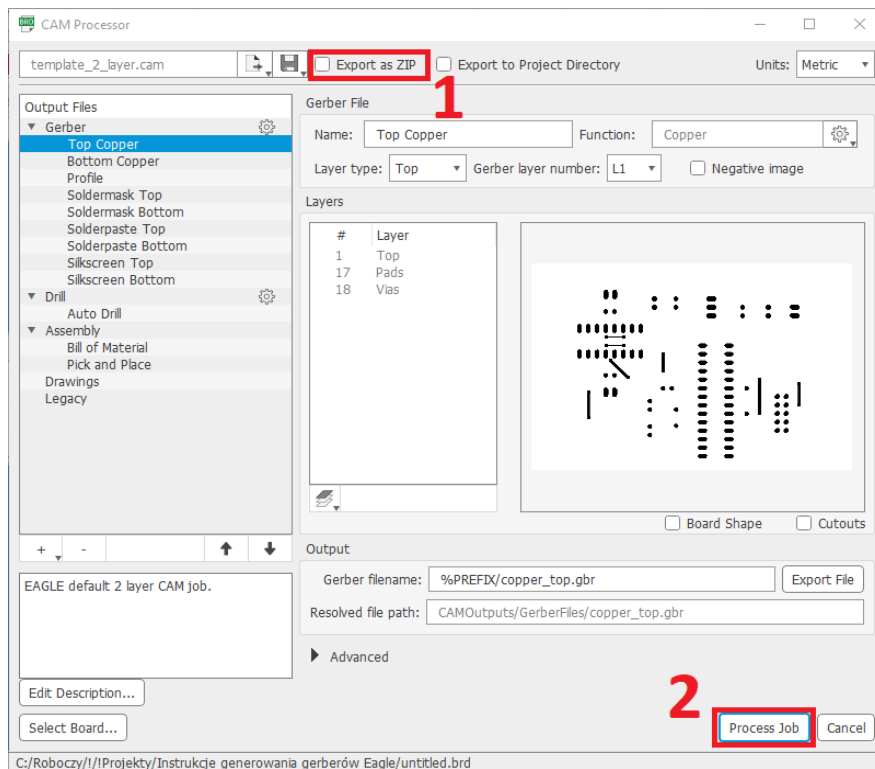 CAM Processor
template_2_layer.cam
Export as ZIP
Export to Project Directory
Units: Metric
1
Output Files
Gerber
Top Copper
Bottom Copper
Profile
Soldermask Top
Soldermask Bottom
Solderpaste Top
Solderpaste Bottom
Silkscreen Top
Silkscreen Bottom
Drill
Auto Drill
Assembly
Bill of Material
Pick and Place
Drawings
Legacy
+ -
EAGLE default 2 layer CAM job.
Edit Description...
Select Board...
Gerber File
Name: Top Copper Function: Copper
Layer type: Top Gerber layer number: L1 Negative image
Layers
# Layer
1 Top
17 Pads
18 Vias
Board Shape Cutouts
Output
Gerber filename: %PREFIX/copper_top.gbr Export File
Resolved file path: CAMOutputs/GerberFiles/copper_top.gbr
Advanced
2
Process Job Cancel
C:/Roboczy/!/!Projekty/Instrukcje generowania gerberów Eagle/untitled.brd